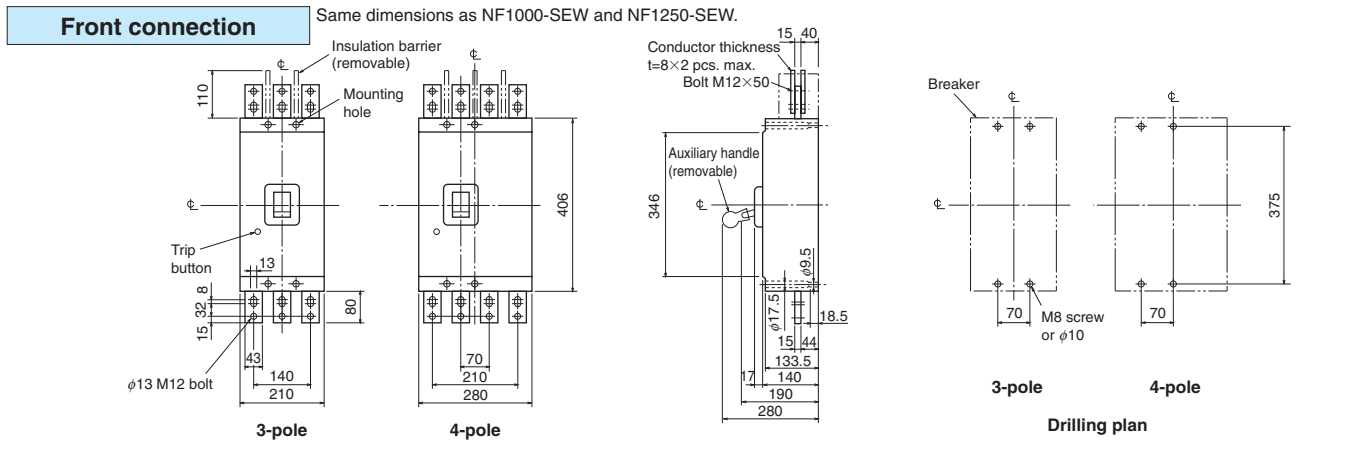 Front connection
Same dimensions as NF1000-SEW and NF1250-SEW.
Insulation barrier
(removable)
Mounting
hole
110
Trip
button
13
8
32
15
43
140
210
80
φ13 M12 bolt
3-pole
℄
℄
℄
406
70
210
280
4-pole
15 40
Conductor thickness
t=8×2 pcs. max.
Bolt M12×50
Auxiliary handle
(removable)
346
℄
φ9.5
φ17.5
18.5
15 44
133.5
17 140
190
280
Breaker
℄
℄
℄
375
70
70
M8 screw
or φ10
3-pole
4-pole
Drilling plan